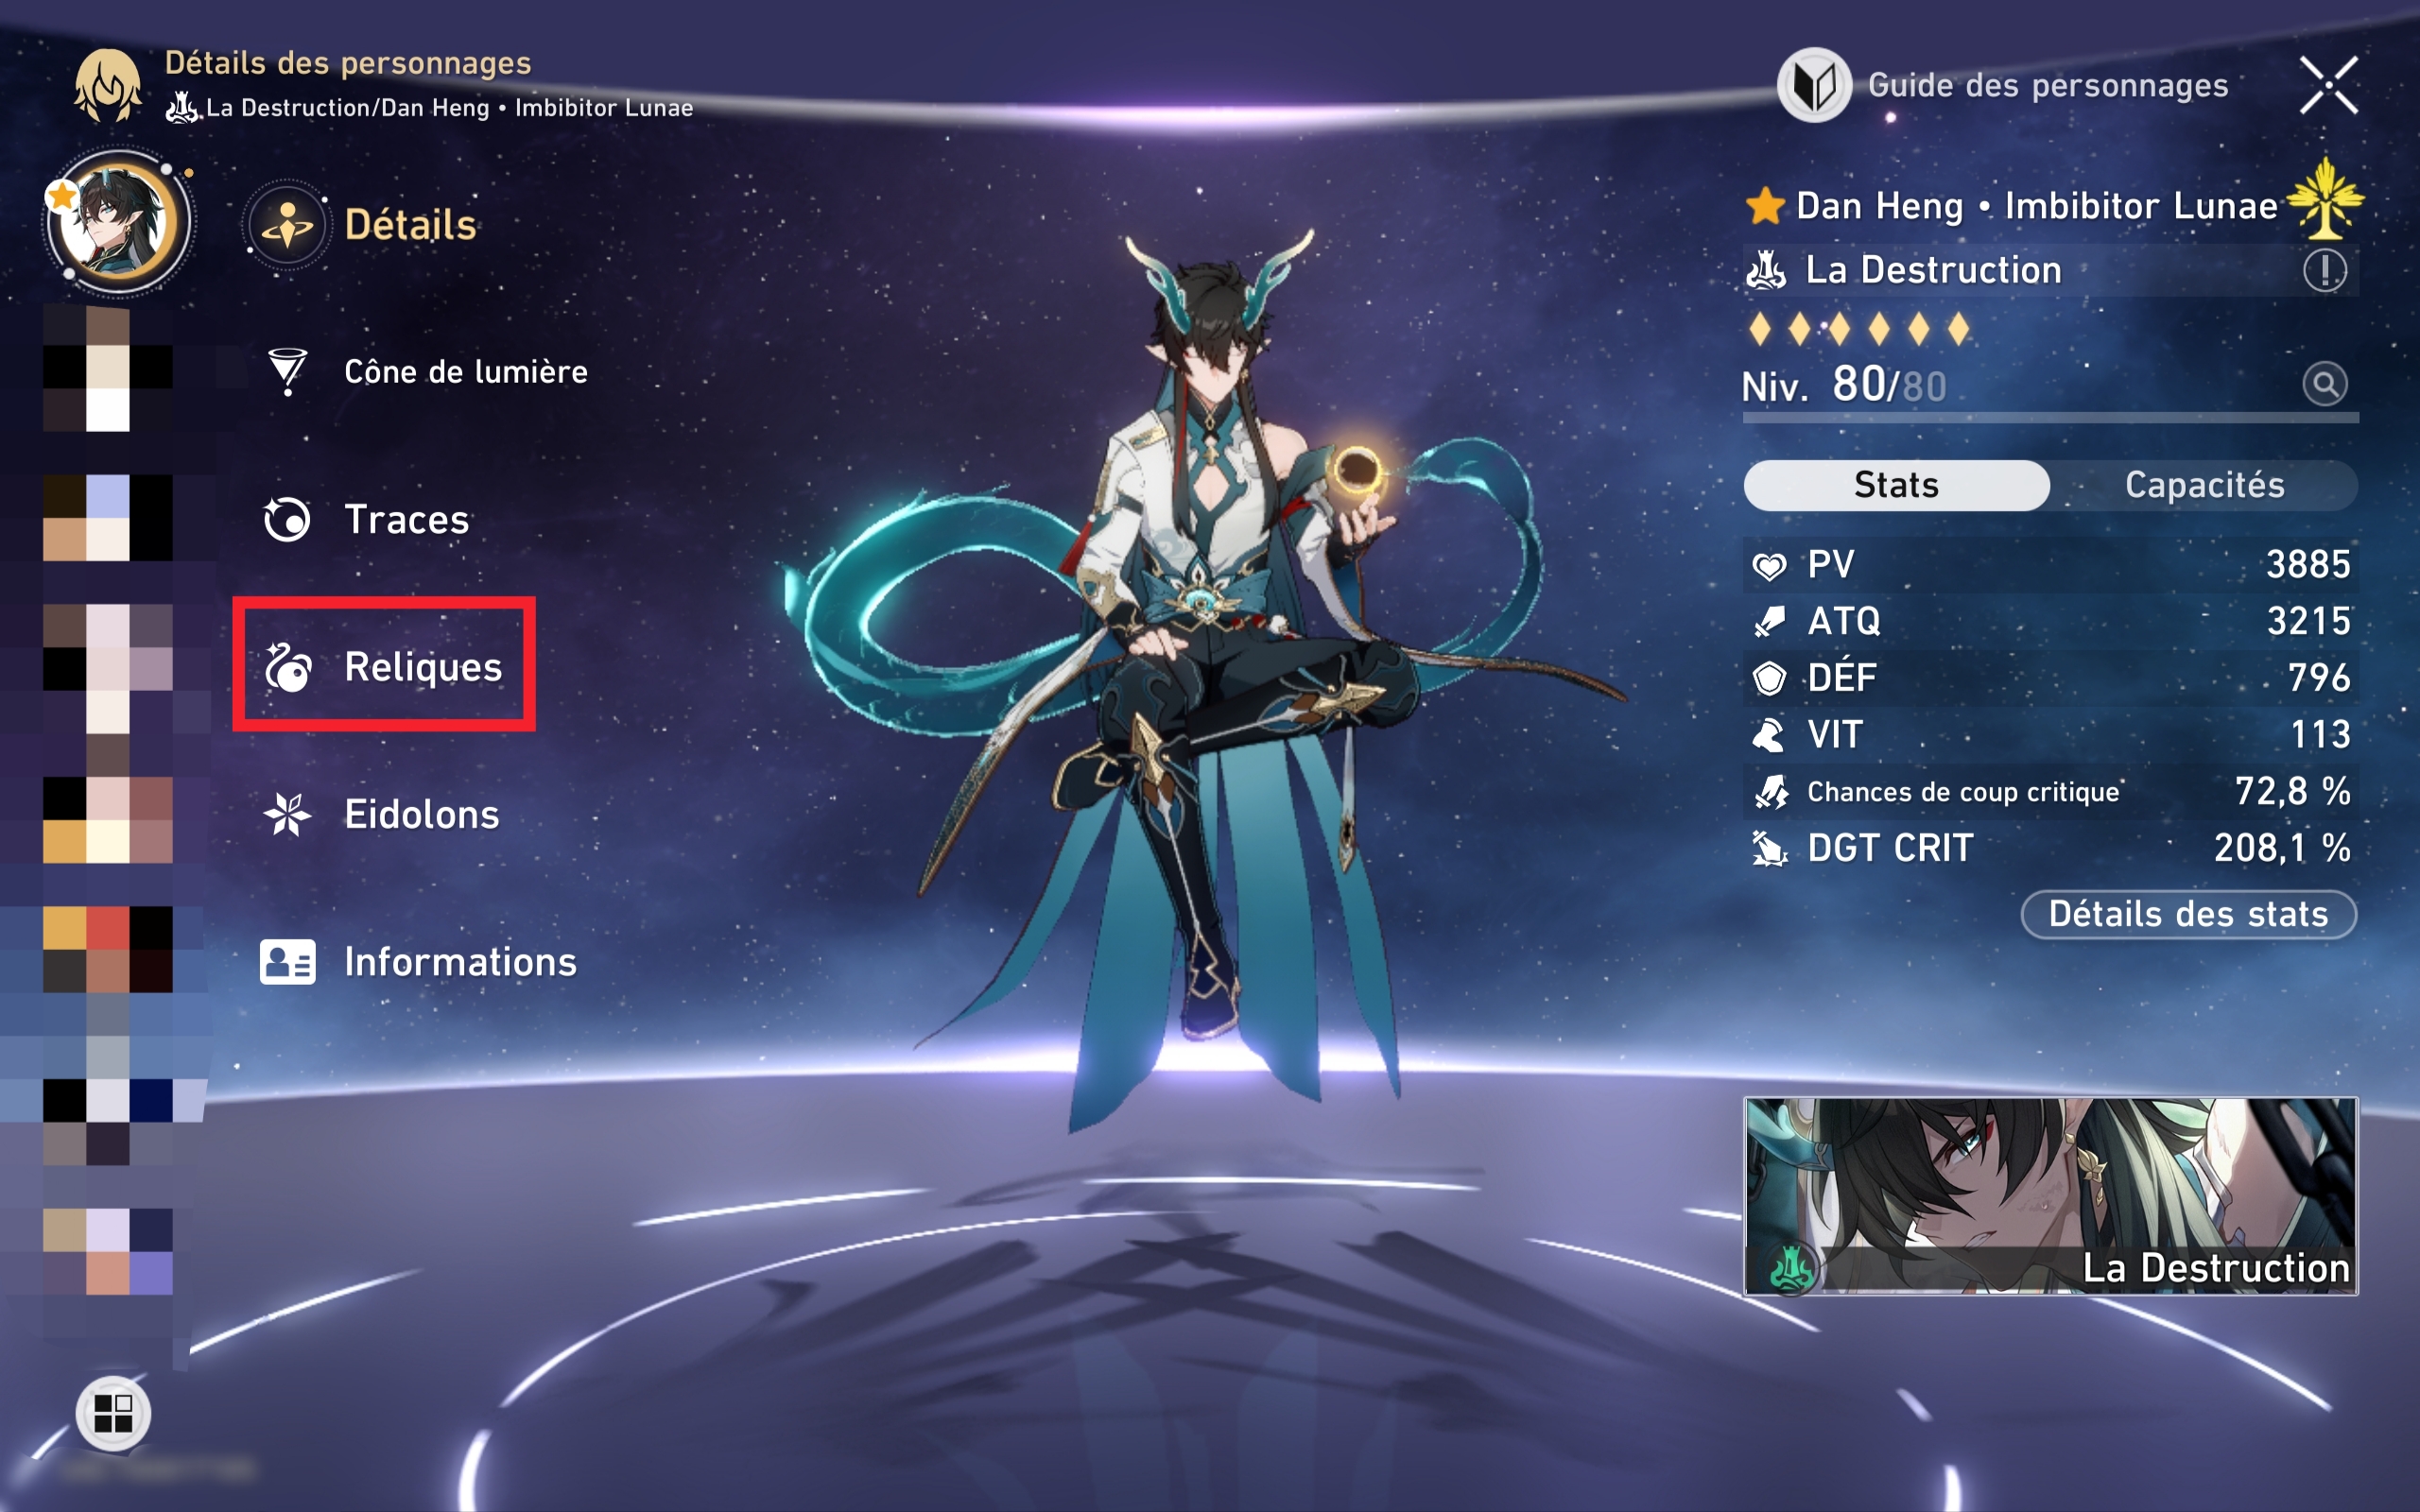 Détails des personnages
La Destruction/Dan Heng • Imbibitor Lunae
Guide des personnages
Détails
Cône de lumière
Traces
Reliques
Eidolons
Informations
Dan Heng • Imbibitor Lunae
La Destruction
Niv. 80/80
Stats
Capacités
PV 3885
ATQ 3215
DÉF 796
VIT 113
Chances de coup critique 72,8 %
DGT CRIT 208,1 %
Détails des stats
La Destruction